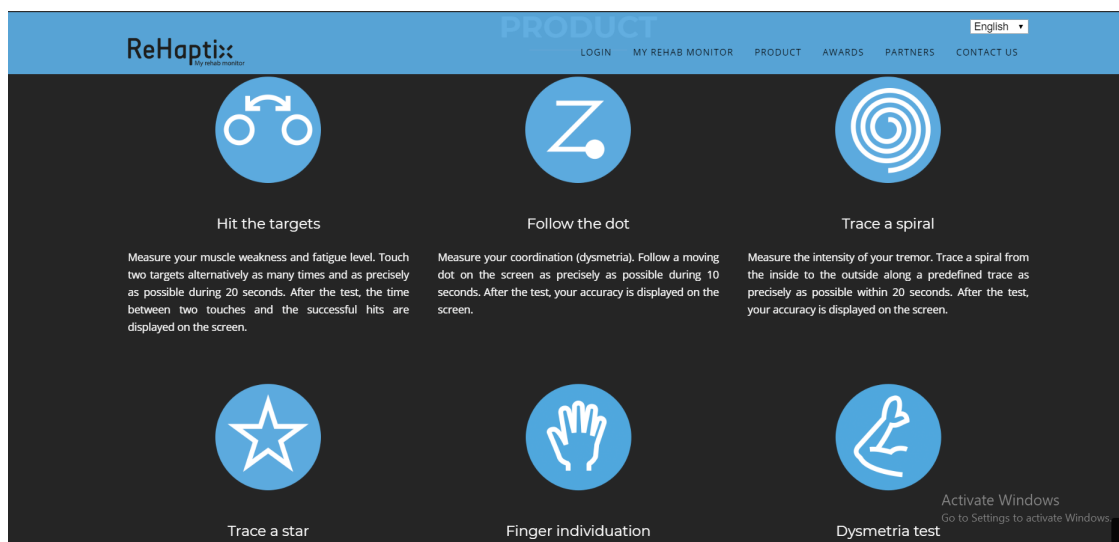 PRODUCT
English
ReHaptix
My rehab monitor
LOGIN MY REHAB MONITOR PRODUCT AWARDS PARTNERS CONTACT US
Hit the targets
Measure your muscle weakness and fatigue level. Touch
two targets alternatively as many times and as precisely
as possible during 20 seconds. After the test, the time
between two touches and the successful hits are
displayed on the screen.
Follow the dot
Measure your coordination (dysmetria). Follow a moving
dot on the screen as precisely as possible during 10
seconds. After the test, your accuracy is displayed on the
screen.
Trace a spiral
Measure the intensity of your tremor. Trace a spiral from
the inside to the outside along a predefined trace as
precisely as possible within 20 seconds. After the test,
your accuracy is displayed on the screen.
Trace a star
Finger individuation
Dysmetria test
Activate Windows
Go to Settings to activate Windows.